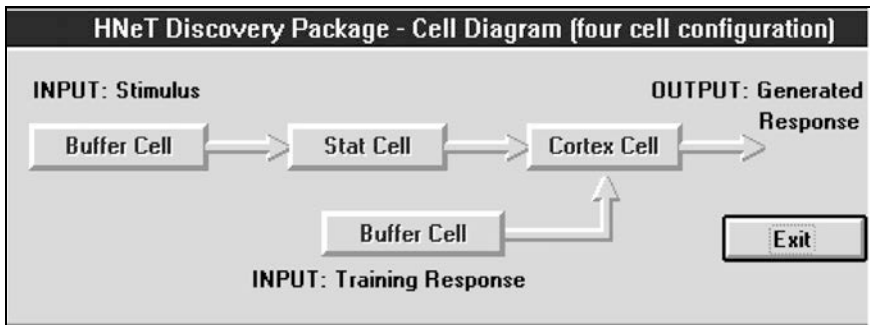 HNeT Discovery Package - Cell Diagram (four cell configuration)
INPUT: Stimulus
OUTPUT: Generated
Response
Buffer Cell
Stat Cell
Cortex Cell
Buffer Cell
Exit
INPUT: Training Response